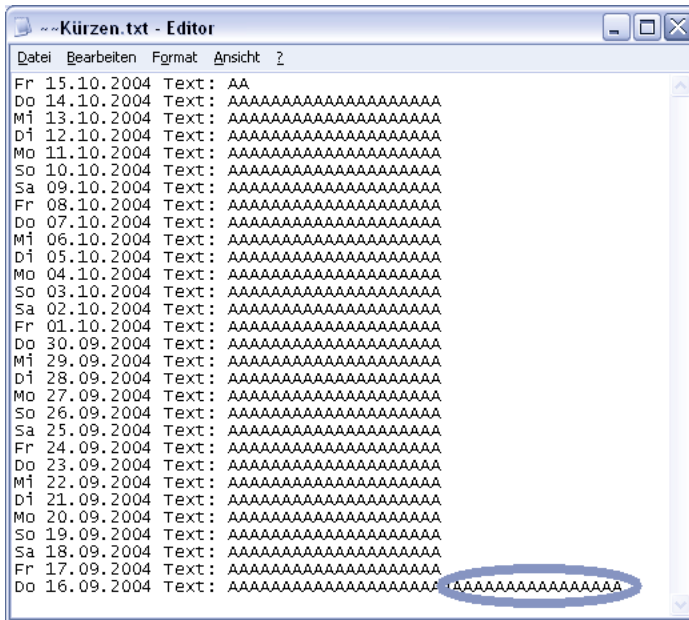 ~~Kürzen.txt - Editor
Datei Bearbeiten Format Ansicht ?
Fr 15.10.2004 Text: AA
Do 14.10.2004 Text: AAAAAAAAAAAAAAAAAAAA
Mi 13.10.2004 Text: AAAAAAAAAAAAAAAAAAAA
Di 12.10.2004 Text: AAAAAAAAAAAAAAAAAAAA
Mo 11.10.2004 Text: AAAAAAAAAAAAAAAAAAAA
So 10.10.2004 Text: AAAAAAAAAAAAAAAAAAAA
Sa 09.10.2004 Text: AAAAAAAAAAAAAAAAAAAA
Fr 08.10.2004 Text: AAAAAAAAAAAAAAAAAAAA
Do 07.10.2004 Text: AAAAAAAAAAAAAAAAAAAA
Mi 06.10.2004 Text: AAAAAAAAAAAAAAAAAAAA
Di 05.10.2004 Text: AAAAAAAAAAAAAAAAAAAA
Mo 04.10.2004 Text: AAAAAAAAAAAAAAAAAAAA
So 03.10.2004 Text: AAAAAAAAAAAAAAAAAAAA
Sa 02.10.2004 Text: AAAAAAAAAAAAAAAAAAAA
Fr 01.10.2004 Text: AAAAAAAAAAAAAAAAAAAA
Do 30.09.2004 Text: AAAAAAAAAAAAAAAAAAAA
Mi 29.09.2004 Text: AAAAAAAAAAAAAAAAAAAA
Di 28.09.2004 Text: AAAAAAAAAAAAAAAAAAAA
Mo 27.09.2004 Text: AAAAAAAAAAAAAAAAAAAA
So 26.09.2004 Text: AAAAAAAAAAAAAAAAAAAA
Sa 25.09.2004 Text: AAAAAAAAAAAAAAAAAAAA
Fr 24.09.2004 Text: AAAAAAAAAAAAAAAAAAAA
Do 23.09.2004 Text: AAAAAAAAAAAAAAAAAAAA
Mi 22.09.2004 Text: AAAAAAAAAAAAAAAAAAAA
Di 21.09.2004 Text: AAAAAAAAAAAAAAAAAAAA
Mo 20.09.2004 Text: AAAAAAAAAAAAAAAAAAAA
So 19.09.2004 Text: AAAAAAAAAAAAAAAAAAAA
Sa 18.09.2004 Text: AAAAAAAAAAAAAAAAAAAA
Fr 17.09.2004 Text: AAAAAAAAAAAAAAAAAAAA
Do 16.09.2004 Text: AAAAAAAAAAAAAAAAAAAAAAAAAAAAAAAAAAAAA